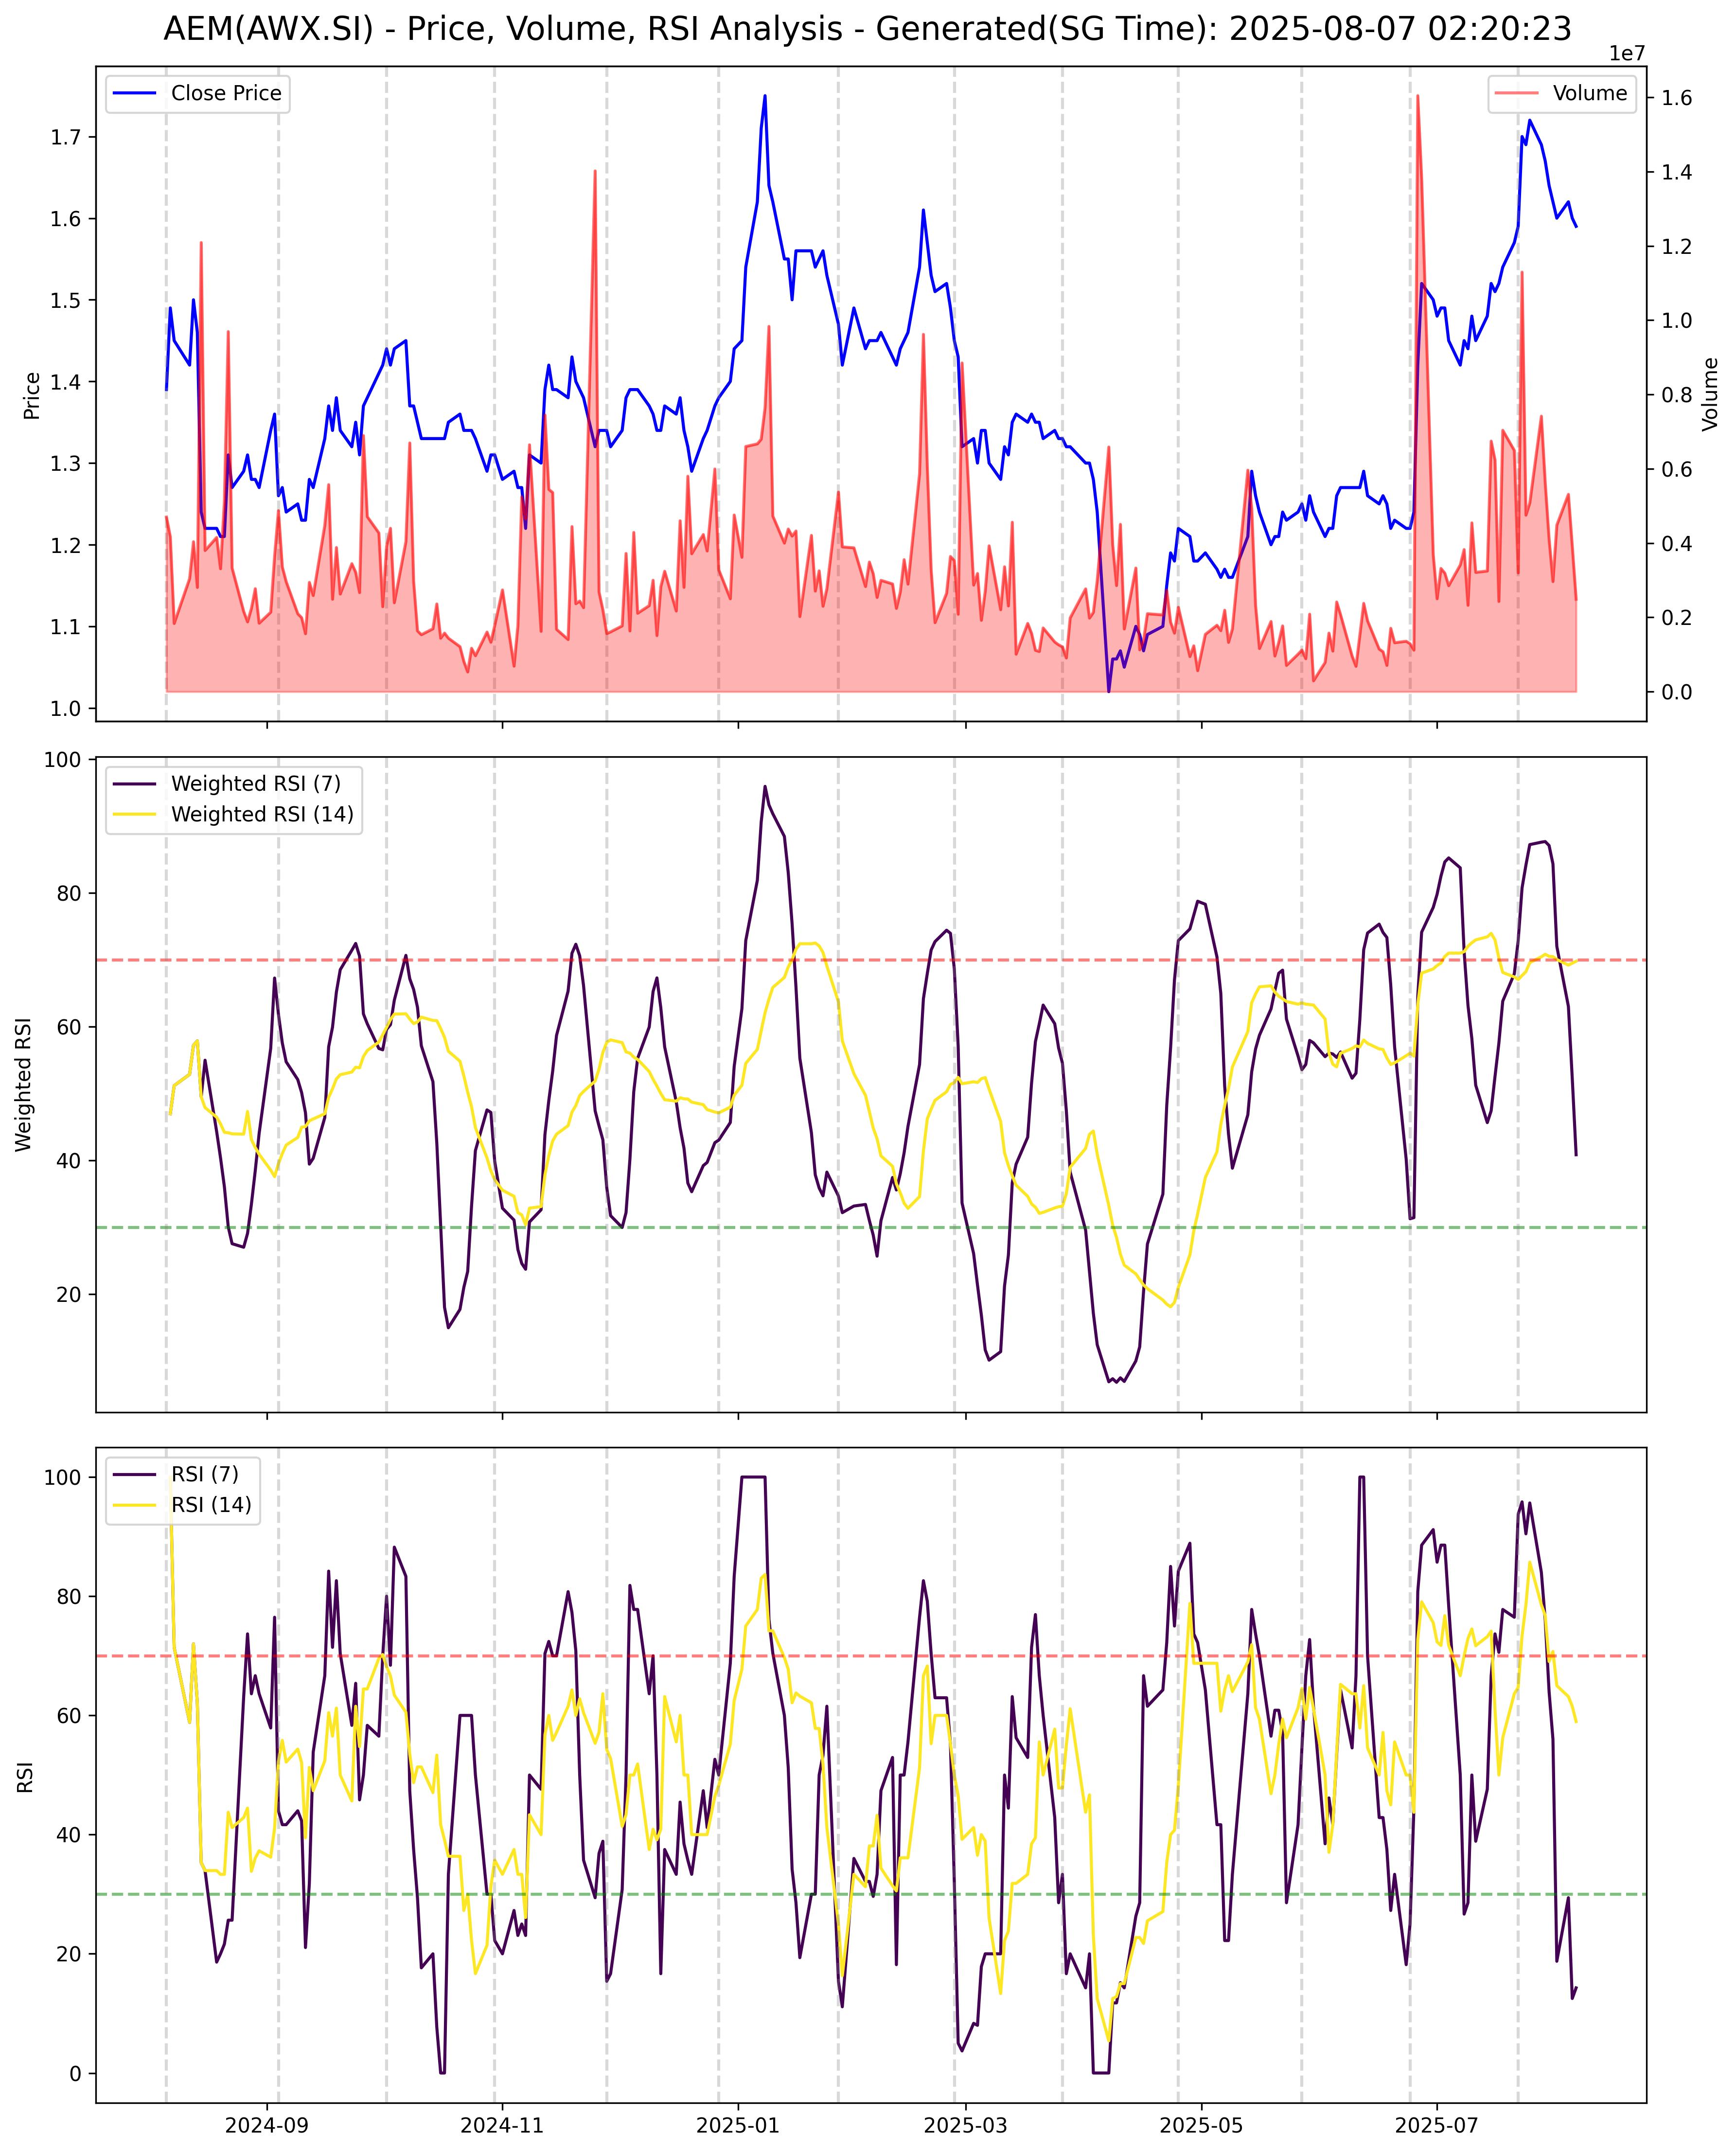 AEM(AWX.SI) - Price, Volume, RSI Analysis - Generated(SG Time): 2025-08-07 02:20:23
1e7
Close Price
Volume
1.7
1.6
1.5
1.4
1.3
1.2
1.1
1.0
Price
1.6
1.4
1.2
1.0
0.8
0.6
0.4
0.2
0.0
Volume
Weighted RSI (7)
Weighted RSI (14)
100
80
60
40
20
Weighted RSI
RSI (7)
RSI (14)
100
80
60
40
20
0
RSI
2024-09
2024-11
2025-01
2025-03
2025-05
2025-07